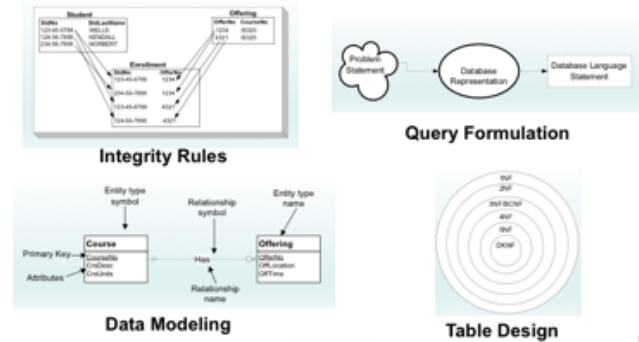 Student
StdNo StdLastName
123-45-6789 WELLS
124-56-7890 KENDALL
234-56-7890 NORBERT
Offering
OfferNo CourseNo
1234 IS320
4321 IS320
Enrollment
StdNo OfferNo
123-45-6789 1234
234-56-7890 1234
123-45-6789 4321
124-56-7890 4321
Integrity Rules
Problem
Statement
Database
Representation
Database Language
Statement
Query Formulation
Entity type
symbol
Relationship
symbol
Entity type
name
Course
CourseNo
CrsDesc
CrsUnits
Primary Key
Attributes
Has
Relationship
name
Offering
OfferNo
OffLocation
OffTime
Data Modeling
1NF
2NF
3NF/BCNF
4NF
5NF
DKNF
Table Design